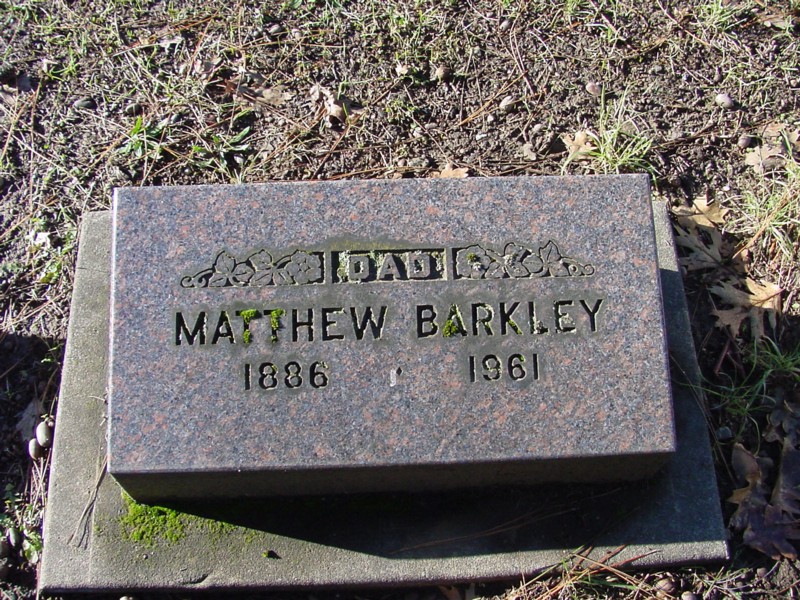 DAD
MATTHEW BARKLEY
1886 · 1961